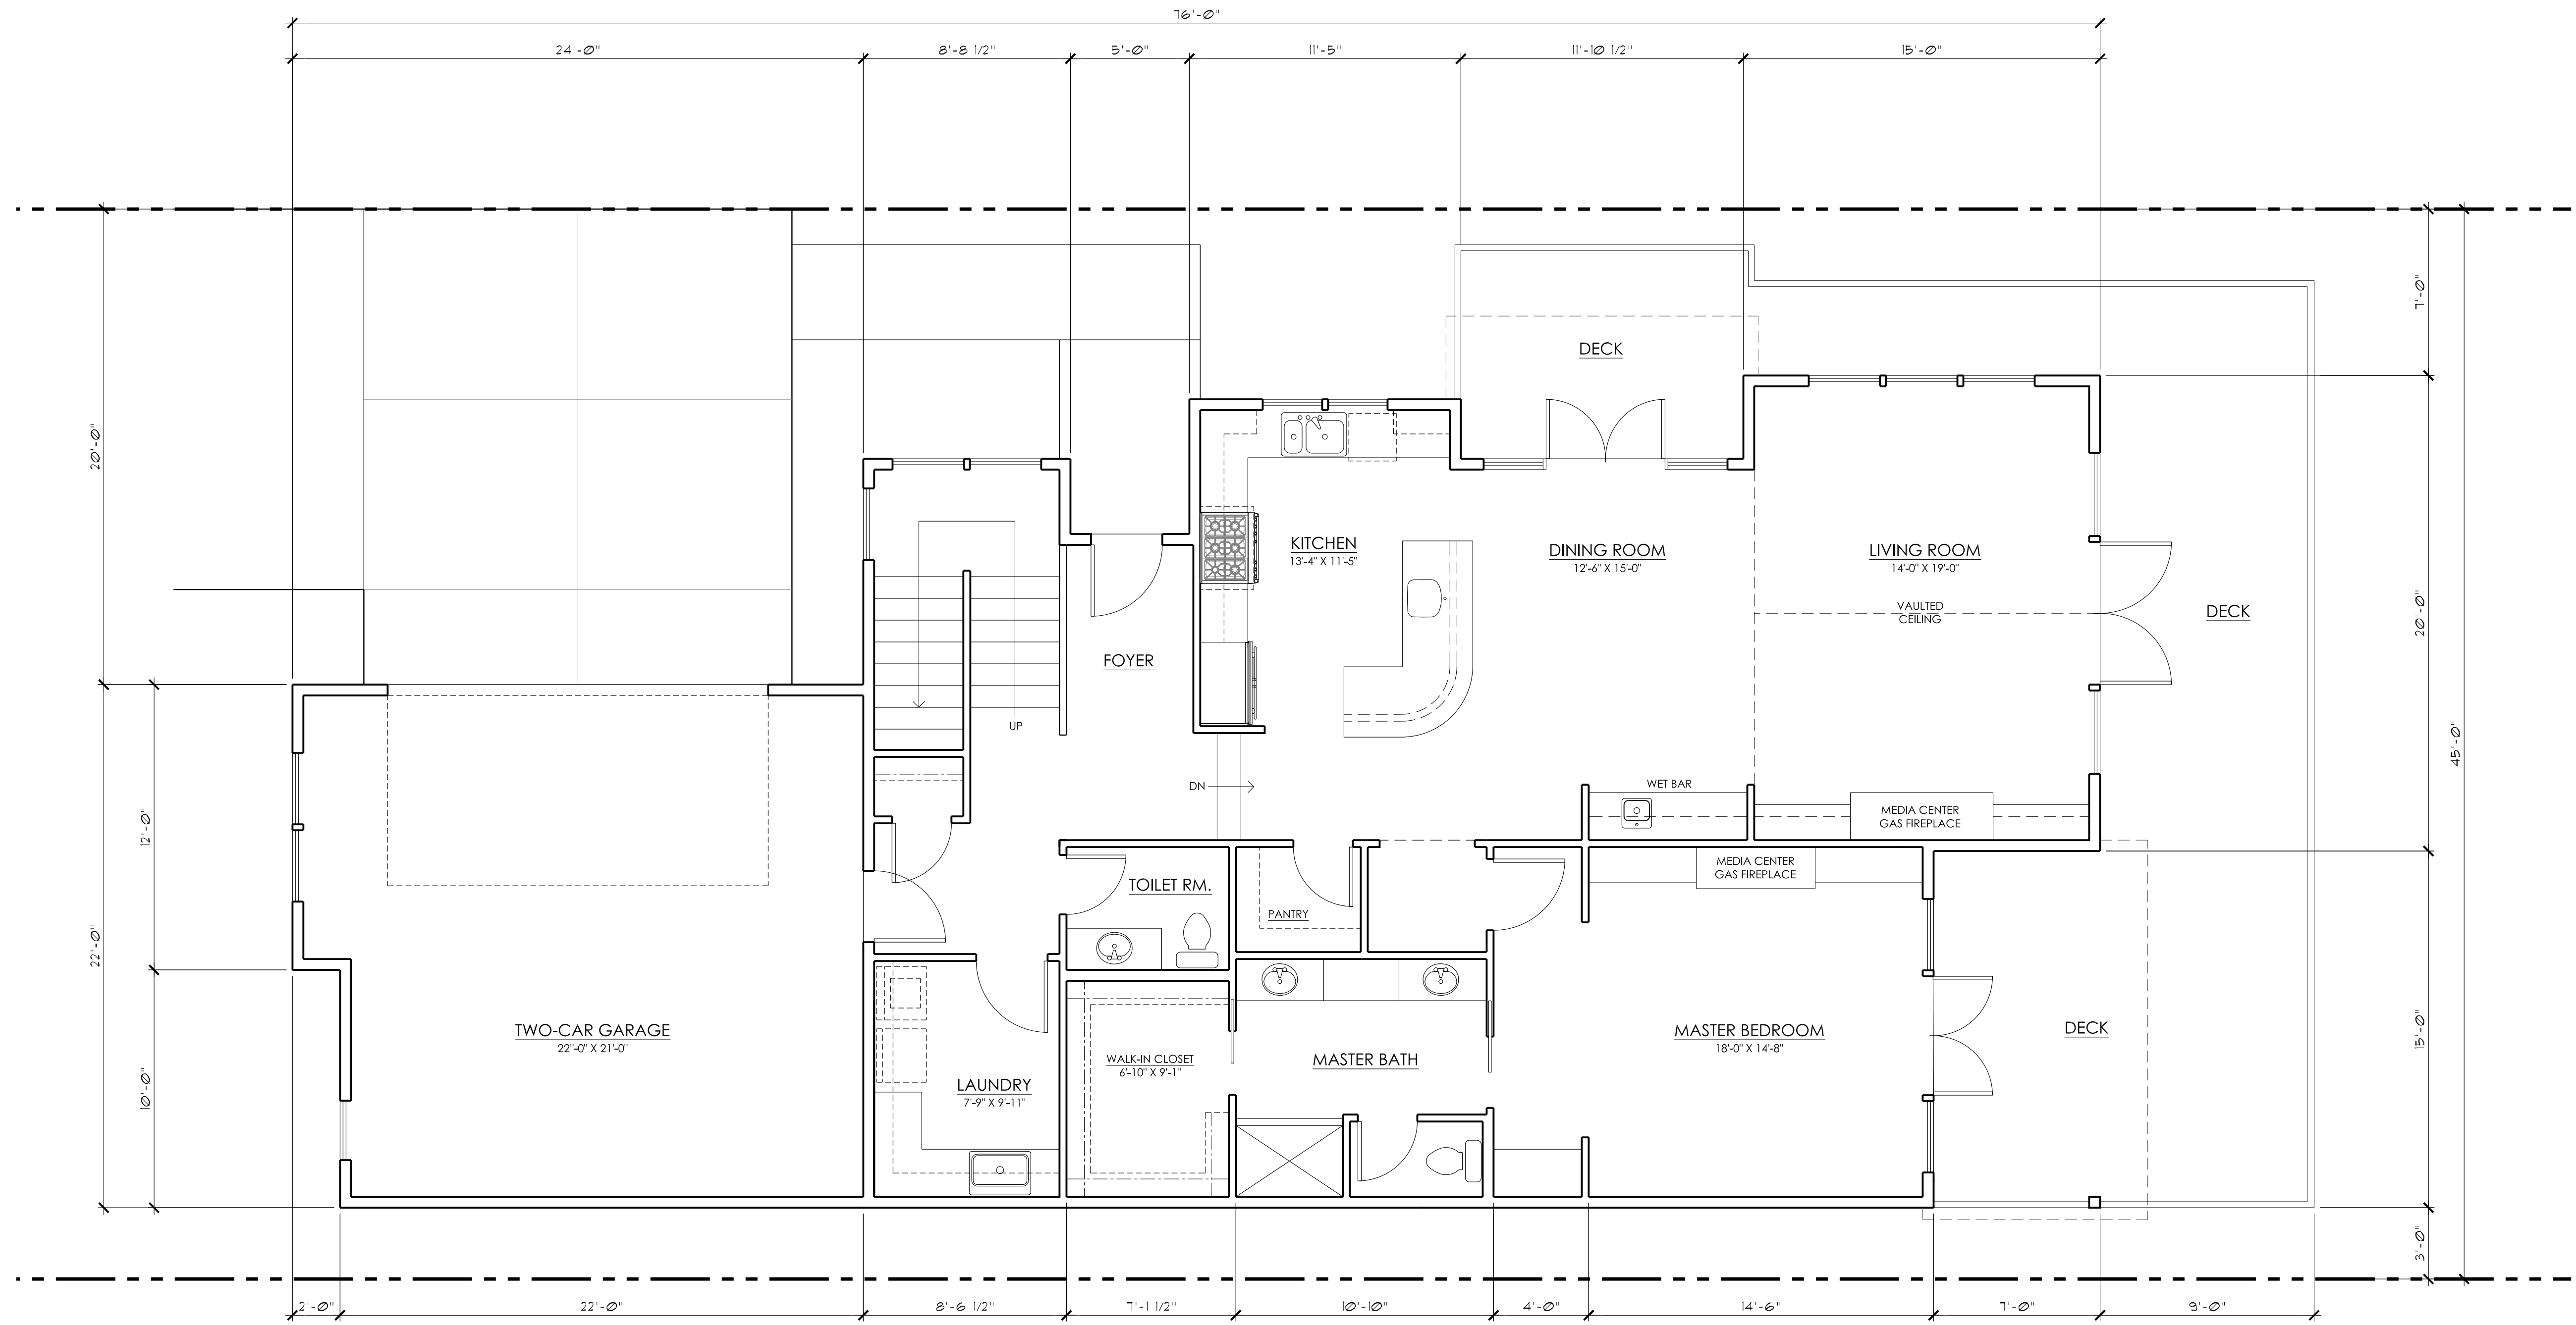 76'-0"
24'-0"
8'-8 1/2"
5'-0"
11'-5"
11'-10 1/2"
15'-0"
20'-0"
7'-0"
DECK
KITCHEN
13'-4" X 11'-5"
DINING ROOM
12'-6" X 15'-0"
LIVING ROOM
14'-0" X 19'-0"
VAULTED
CEILING
DECK
20'-0"
45'-0"
FOYER
UP
DN
WET BAR
MEDIA CENTER
GAS FIREPLACE
12'-0"
22'-0"
10'-0"
MEDIA CENTER
GAS FIREPLACE
TOILET RM.
PANTRY
TWO-CAR GARAGE
22"-0" X 21'-0"
LAUNDRY
7'-9" X 9'-11"
WALK-IN CLOSET
6'-10" X 9'-1"
MASTER BATH
MASTER BEDROOM
18'-0" X 14'-8"
DECK
15'-0"
3'-0"
2'-0"
22'-0"
8'-6 1/2"
7'-1 1/2"
10'-10"
4'-0"
14'-6"
7'-0"
9'-0"